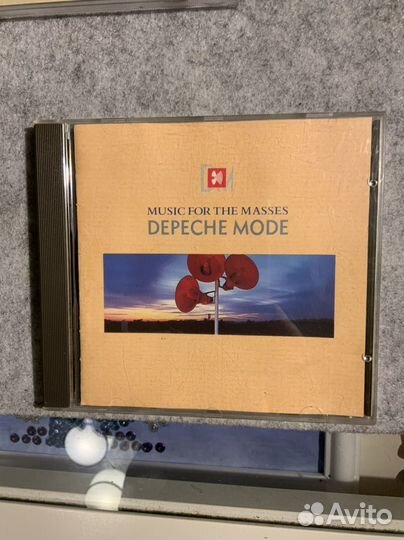 MUSIC FOR THE MASSES
DEPECHE MODE
Avito